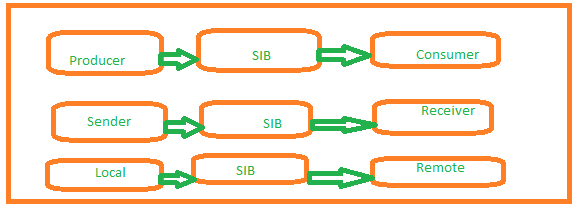 Producer SIB Consumer
Sender SIB Receiver
Local SIB Remote